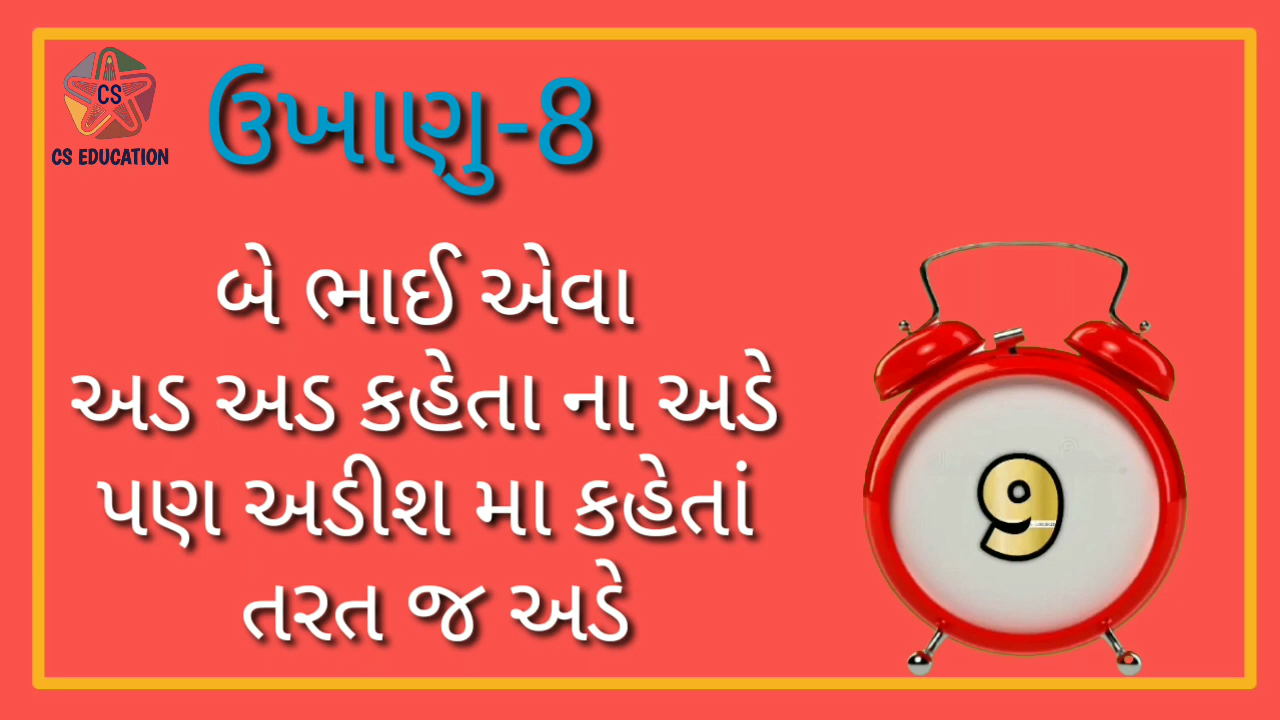 CS
CS EDUCATION
ઉખાણુ-8
બે ભાઈ એવા
અડ અડ કહેતા ના અડે
પણ અડીશ મા કહેતાં
તરત જ અડે
9